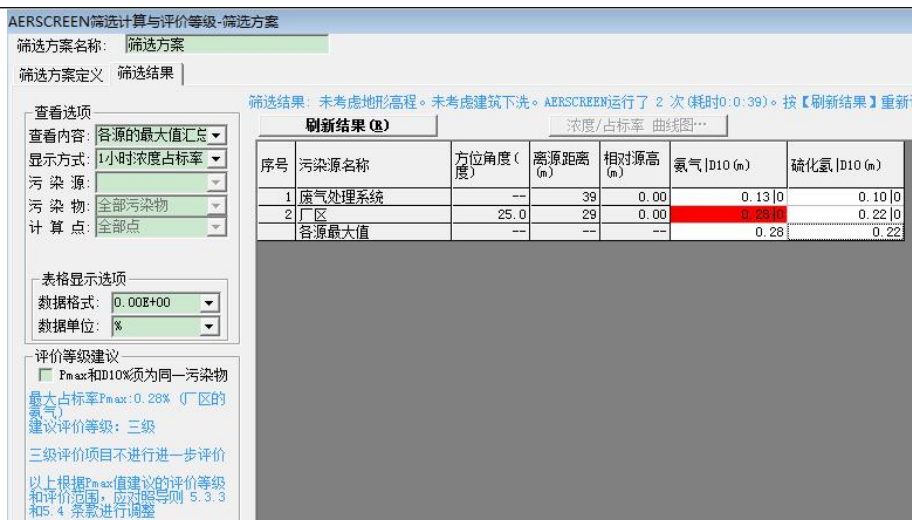 AERSCREEN筛选计算与评价等级-筛选方案
筛选方案名称: 筛选方案
筛选方案定义 筛选结果
筛选结果: 未考虑地形高程。未考虑建筑下洗。AERSCREEN运行了 2 次(耗时0:0:39)。按【刷新结果】重新
查看选项
查看内容: 各源的最大值汇总
显示方式: 1小时浓度占标率
污 染 源:
污 染 物: 全部污染物
计 算 点: 全部点
表格显示选项
数据格式: 0.00E+00
数据单位: %
评价等级建议
Pmax和D10%须为同一污染物
最大占标率Pmax:0.28% (厂区的
氨气)
建议评价等级: 三级
三级评价项目不进行进一步评价
以上根据Pmax值建议的评价等级
和评价范围,应对照导则 5.3.3
和5.4 条款进行调整
刷新结果(R) 浓度/占标率 曲线图…
序号 污染源名称 方位角度(度) 离源距离(m) 相对源高(m) 氨气|D10(m) 硫化氢|D10(m)
1 废气处理系统 -- 39 0.00 0.13|0 0.10|0
2 厂区 25.0 29 0.00 0.28|0 0.22|0
各源最大值 -- -- -- 0.28 0.22